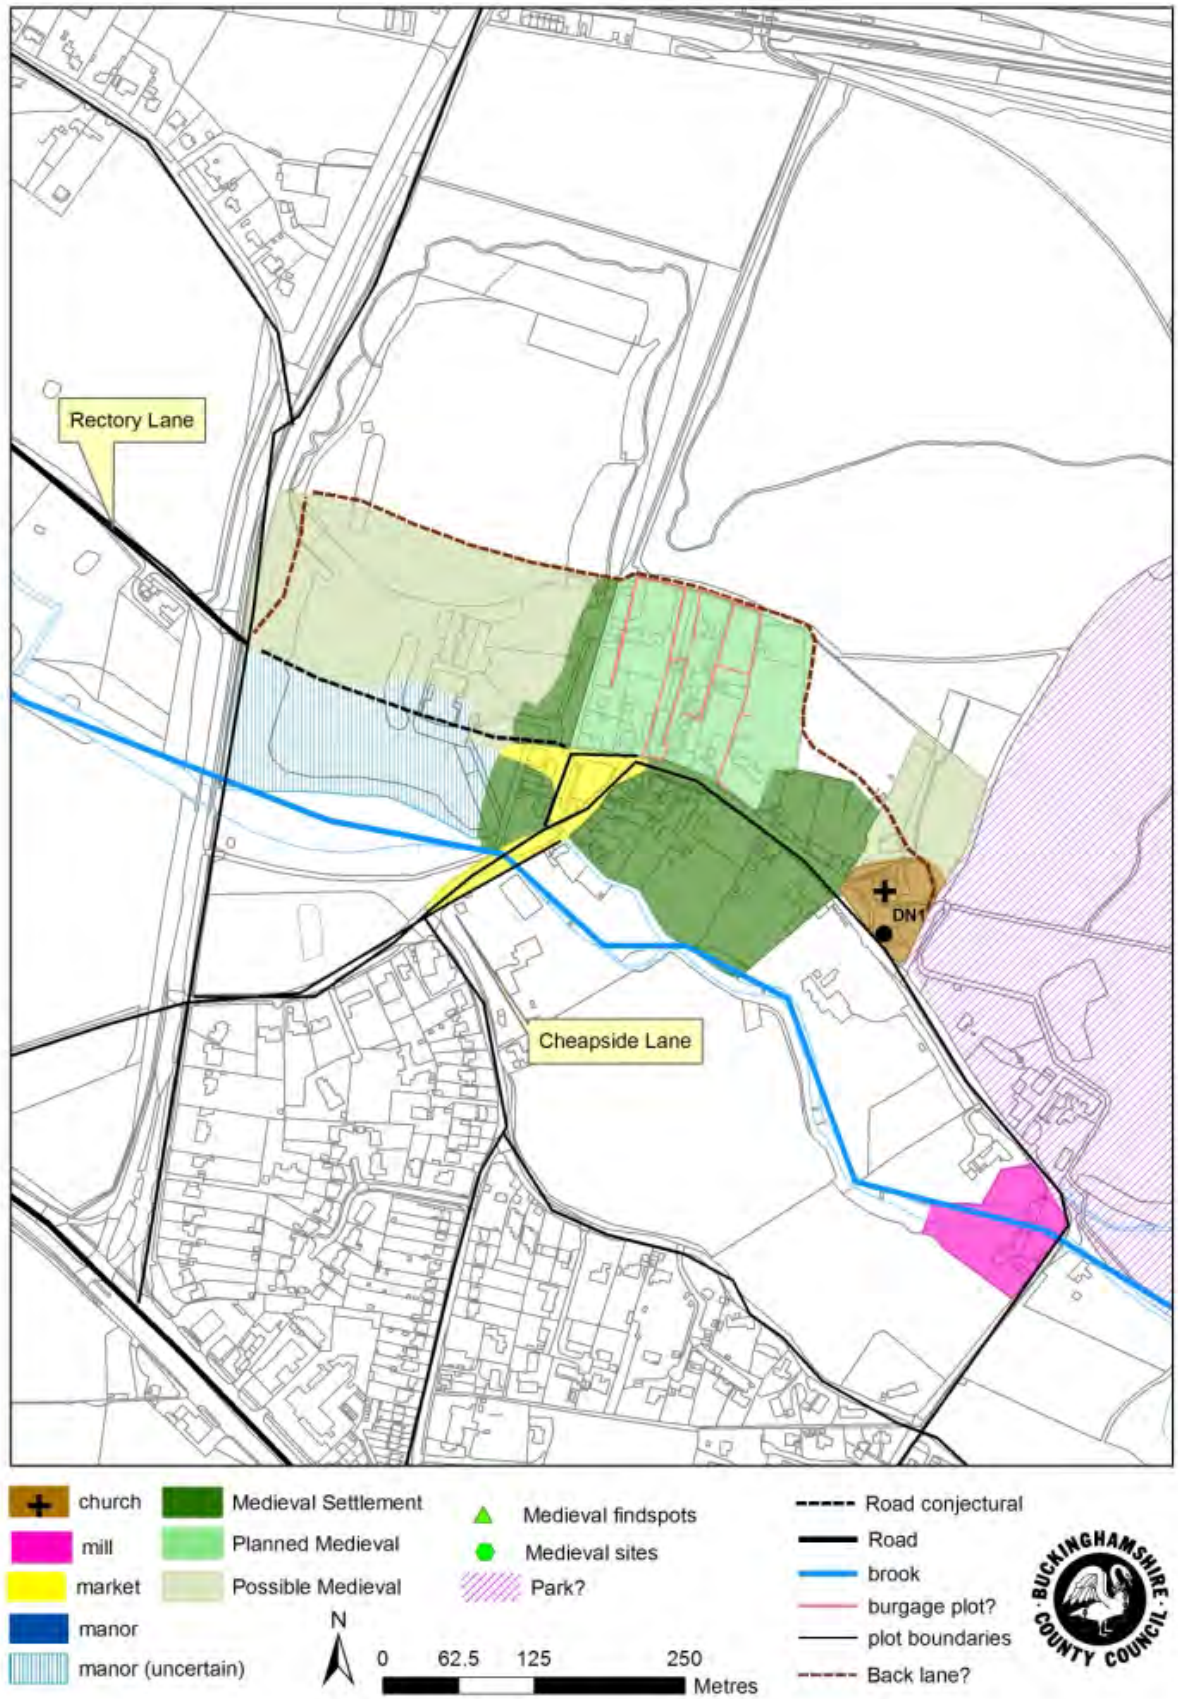 Rectory Lane
DN1
Cheapside Lane
church
mill
market
manor
manor (uncertain)
Medieval Settlement
Planned Medieval
Possible Medieval
N
0 62.5 125 250
Metres
Medieval findspots
Medieval sites
Park?
Road conjectural
Road
brook
burgage plot?
plot boundaries
Back lane?
BUCKINGHAMSHIRE
COUNTY COUNCIL